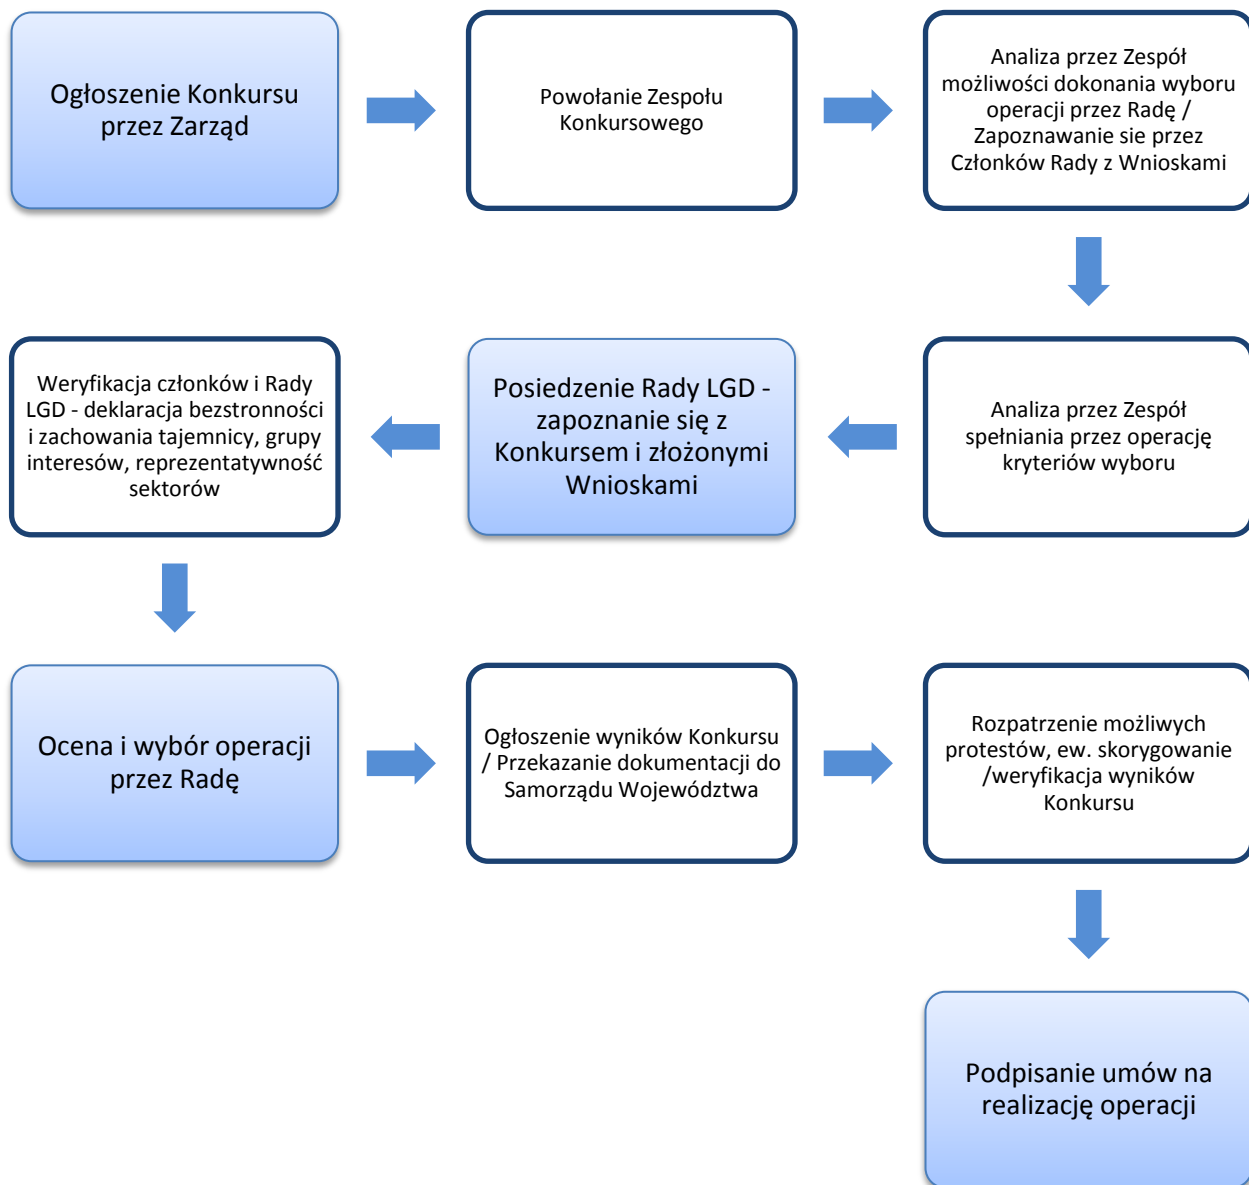 Ogłoszenie Konkursu
przez Zarząd
Powołanie Zespołu
Konkursowego
Analiza przez Zespół
możliwości dokonania wyboru
operacji przez Radę /
Zapoznawanie sie przez
Członków Rady z Wnioskami
Analiza przez Zespół
spełniania przez operację
kryteriów wyboru
Posiedzenie Rady LGD -
zapoznanie się z
Konkursem i złożonymi
Wnioskami
Weryfikacja członków i Rady
LGD - deklaracja bezstronności
i zachowania tajemnicy, grupy
interesów, reprezentatywność
sektorów
Ocena i wybór operacji
przez Radę
Ogłoszenie wyników Konkursu
/ Przekazanie dokumentacji do
Samorządu Województwa
Rozpatrzenie możliwych
protestów, ew. skorygowanie
/weryfikacja wyników
Konkursu
Podpisanie umów na
realizację operacji